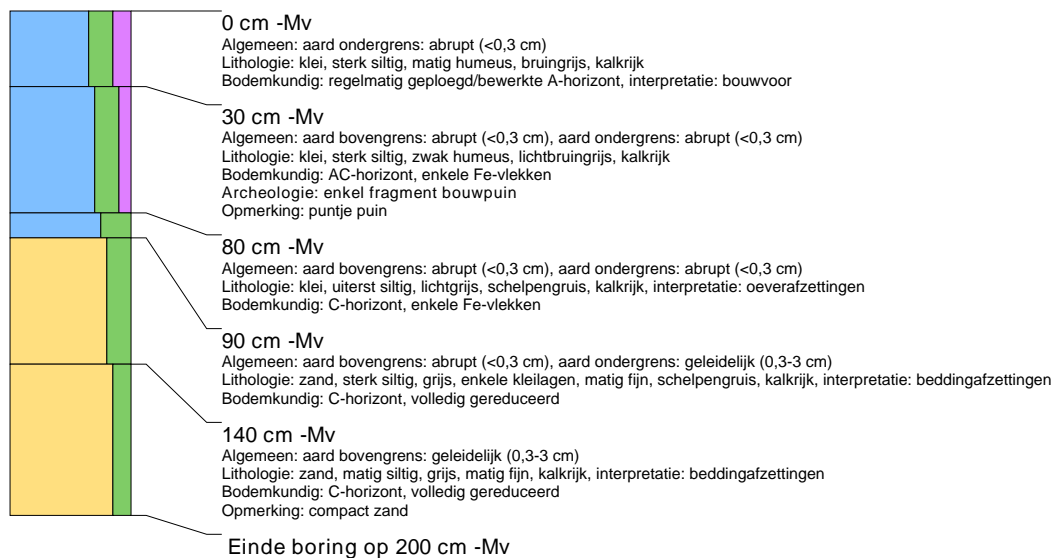 0 cm -Mv
Algemeen: aard ondergrens: abrupt (<0,3 cm)
Lithologie: klei, sterk siltig, matig humeus, bruingrijs, kalkrijk
Bodemkundig: regelmatig geploegd/bewerkte A-horizont, interpretatie: bouwvoor
30 cm -Mv
Algemeen: aard bovengrens: abrupt (<0,3 cm), aard ondergrens: abrupt (<0,3 cm)
Lithologie: klei, sterk siltig, zwak humeus, lichtbruingrijs, kalkrijk
Bodemkundig: AC-horizont, enkele Fe-vlekken
Archeologie: enkel fragment bouwpuin
Opmerking: puntje puin
80 cm -Mv
Algemeen: aard bovengrens: abrupt (<0,3 cm), aard ondergrens: abrupt (<0,3 cm)
Lithologie: klei, uiterst siltig, lichtgrijs, schelpengruis, kalkrijk, interpretatie: oeverafzettingen
Bodemkundig: C-horizont, enkele Fe-vlekken
90 cm -Mv
Algemeen: aard bovengrens: abrupt (<0,3 cm), aard ondergrens: geleidelijk (0,3-3 cm)
Lithologie: zand, sterk siltig, grijs, enkele kleilagen, matig fijn, schelpengruis, kalkrijk, interpretatie: beddingafzettingen
Bodemkundig: C-horizont, volledig gereduceerd
140 cm -Mv
Algemeen: aard bovengrens: geleidelijk (0,3-3 cm)
Lithologie: zand, matig siltig, grijs, matig fijn, kalkrijk, interpretatie: beddingafzettingen
Bodemkundig: C-horizont, volledig gereduceerd
Opmerking: compact zand
Einde boring op 200 cm -Mv